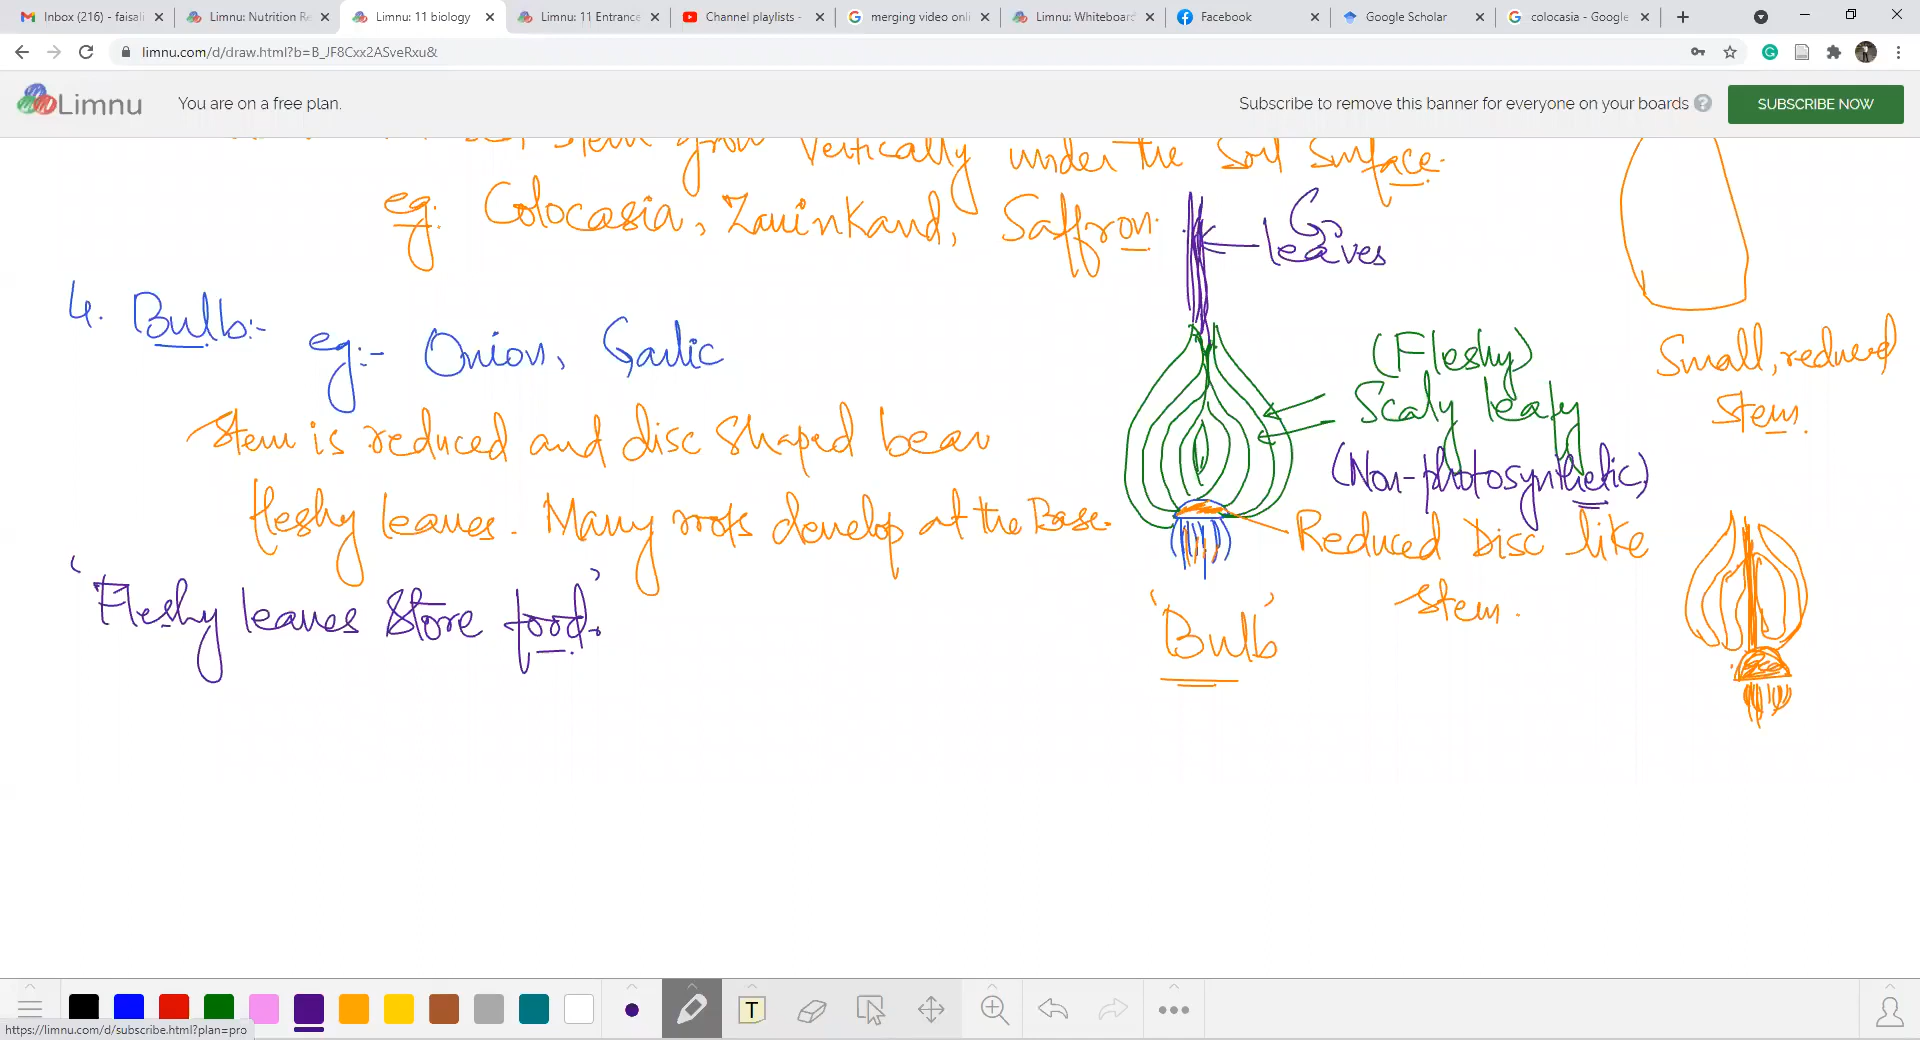 Inbox (216) - faisali
Limnu: Nutrition Re
Limnu: 11 biology
Limnu: 11 Entrance
Channel playlists -
merging video onli
Limnu: Whiteboard
Facebook
Google Scholar
colocasia - Google
limnu.com/d/draw.html?b=B_JF8Cxx2ASveRxu&
Limnu
You are on a free plan.
Subscribe to remove this banner for everyone on your boards ?
SUBSCRIBE NOW
stem grow vertically under the soil surface.
eg: Colocasia, Zaminkand, Saffron.
leaves
4. Bulb:-
eg:- Onion, Garlic
Stem is reduced and disc shaped bear
fleshy leaves. Many roots develop at the Base.
'Fleshy leaves store food.'
(Fleshy)
Scaly leafy
(Non-photosynthetic)
Reduced Disc like
stem.
'Bulb'
Small, reduced
stem.
T
https://limnu.com/d/subscribe.html?plan=pro